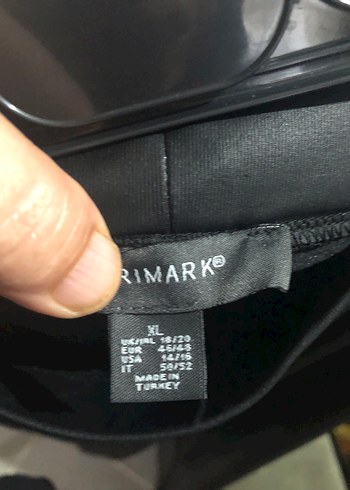 RIMARK®
XL
UK/IRL 18/20
EUR 46/48
USA 14/16
IT 50/52
MADE IN
TURKEY